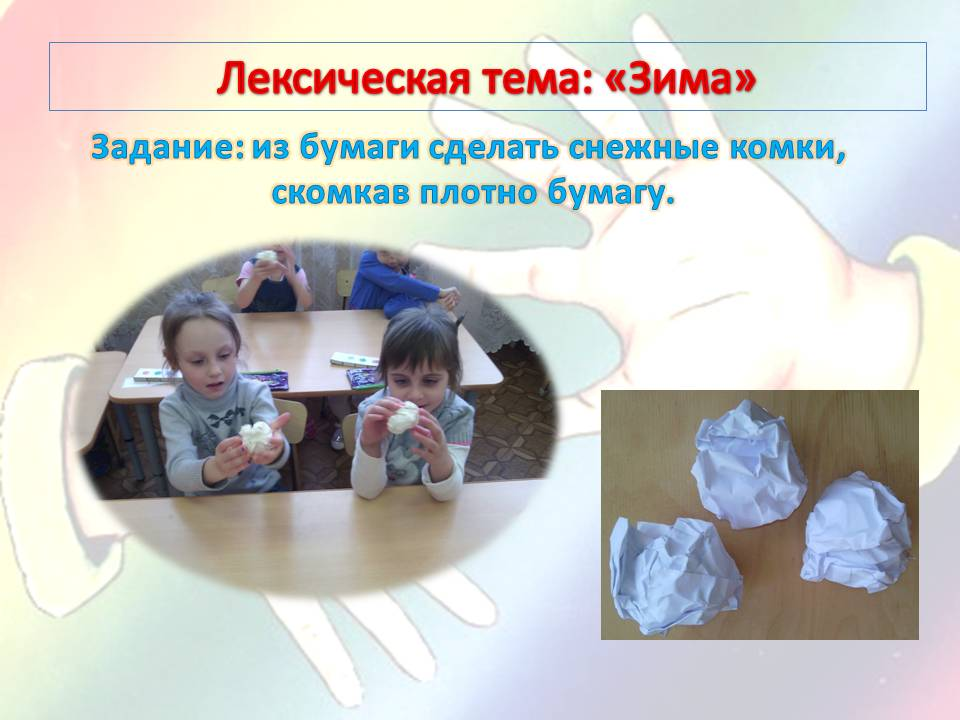 Лексическая тема: «Зима»
Задание: из бумаги сделать снежные комки,
скомкав плотно бумагу.